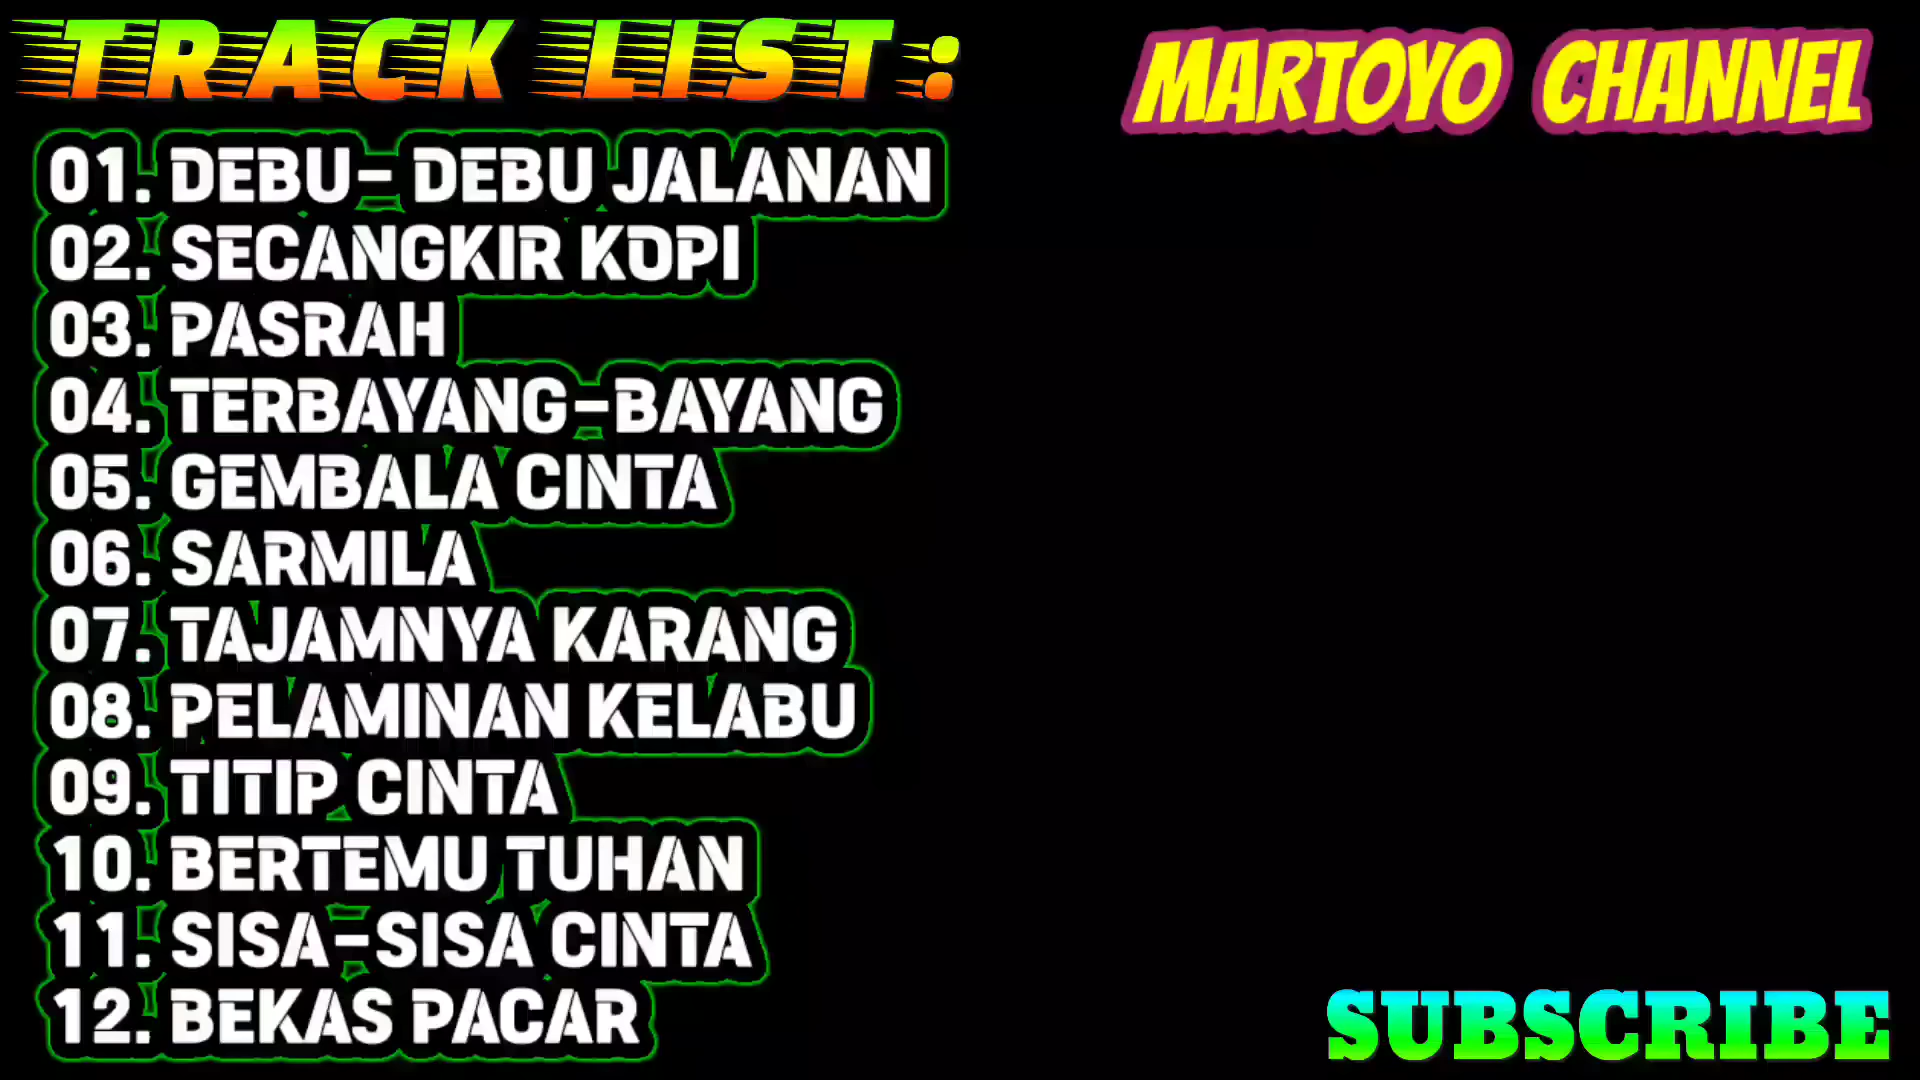 TRACK LIST:
MARTOYO CHANNEL
01. DEBU- DEBU JALANAN
02. SECANGKIR KOPI
03. PASRAH
04. TERBAYANG-BAYANG
05. GEMBALA CINTA
06. SARMILA
07. TAJAMNYA KARANG
08. PELAMINAN KELABU
09. TITIP CINTA
10. BERTEMU TUHAN
11. SISA-SISA CINTA
12. BEKAS PACAR
SUBSCRIBE